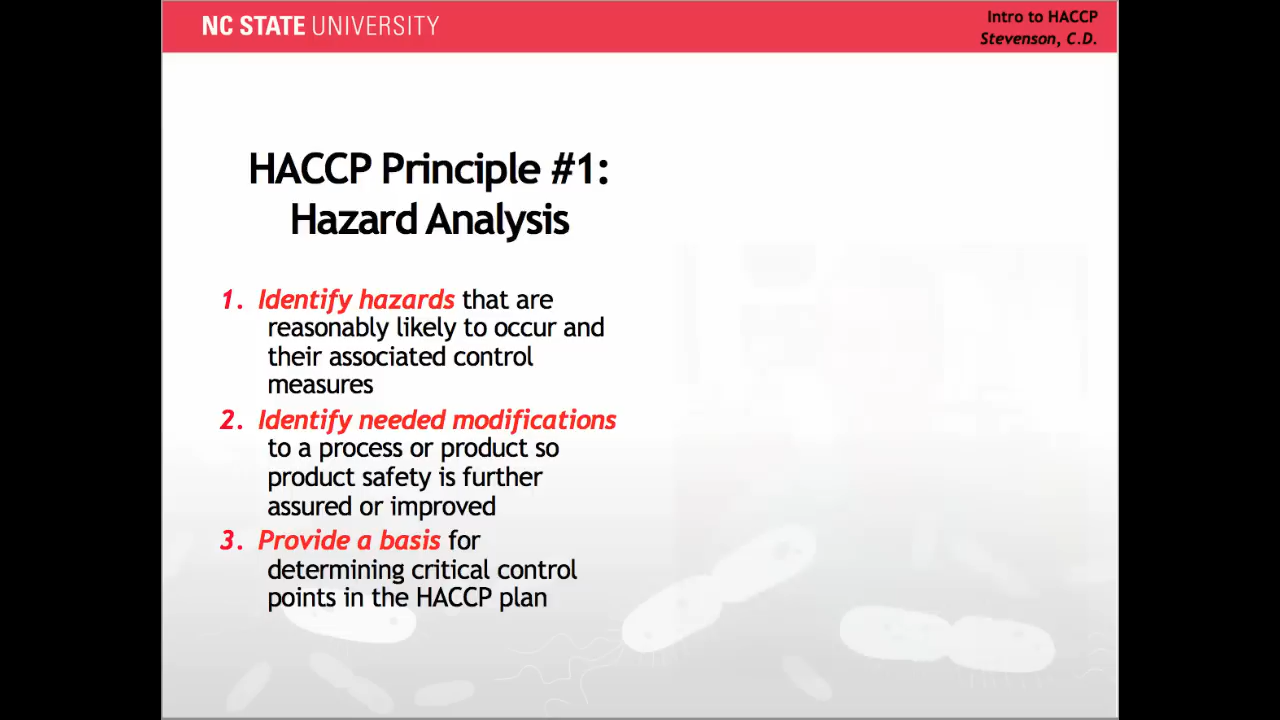 NC STATE UNIVERSITY
Intro to HACCP
Stevenson, C.D.
HACCP Principle #1:
Hazard Analysis
1. Identify hazards that are
reasonably likely to occur and
their associated control
measures
2. Identify needed modifications
to a process or product so
product safety is further
assured or improved
3. Provide a basis for
determining critical control
points in the HACCP plan